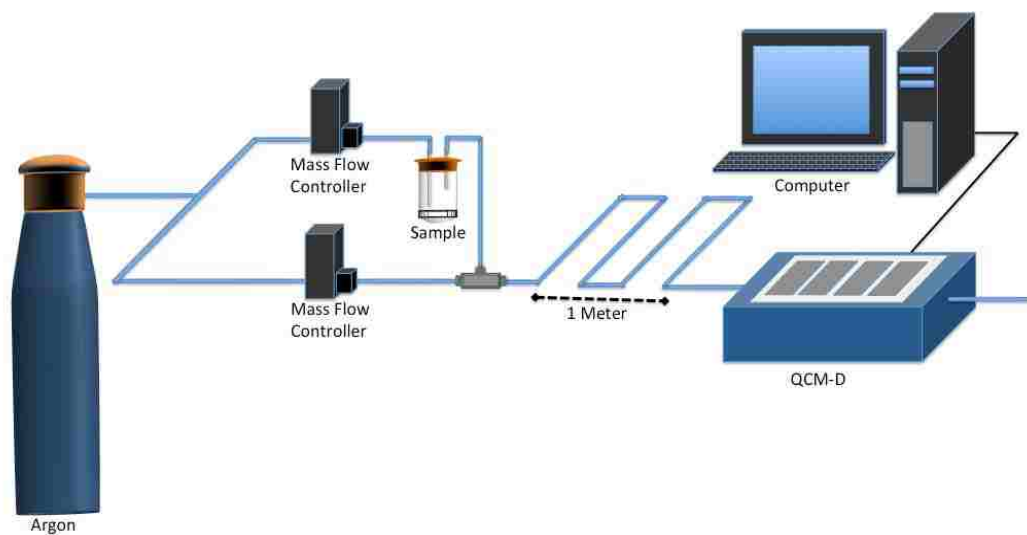 Mass Flow
Controller
Computer
Sample
Mass Flow
Controller
1 Meter
QCM-D
Argon